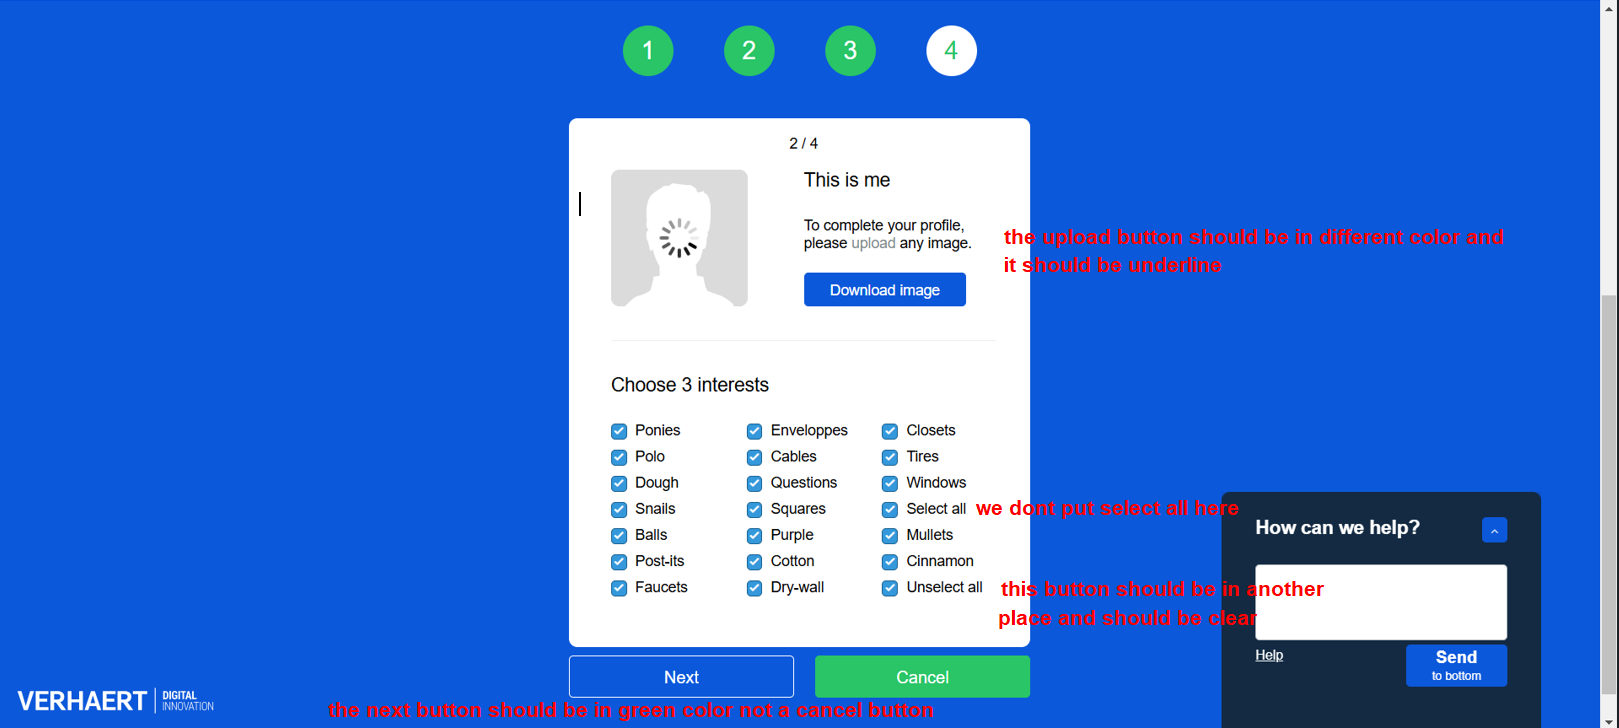 1 2 3 4
2 / 4
This is me
To complete your profile,
please upload any image.
the upload button should be in different color and
it should be underline
Download image
Choose 3 interests
Ponies Enveloppes Closets
Polo Cables Tires
Dough Questions Windows
Snails Squares Select all we dont put select all here
Balls Purple Mullets
Post-its Cotton Cinnamon
Faucets Dry-wall Unselect all this button should be in another
place and should be clear
How can we help?
Help
Send
to bottom
Next Cancel
VERHAERT DIGITAL
INNOVATION
the next button should be in green color not a cancel button